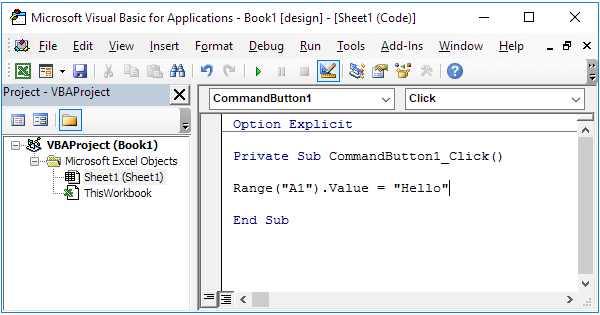 Microsoft Visual Basic for Applications - Book1 [design] - [Sheet1 (Code)]
File Edit View Insert Format Debug Run Tools Add-Ins Window Help
Project - VBAProject
CommandButton1 Click
VBAProject (Book1)
Microsoft Excel Objects
Sheet1 (Sheet1)
ThisWorkbook
Option Explicit
Private Sub CommandButton1_Click()
Range("A1").Value = "Hello"
End Sub